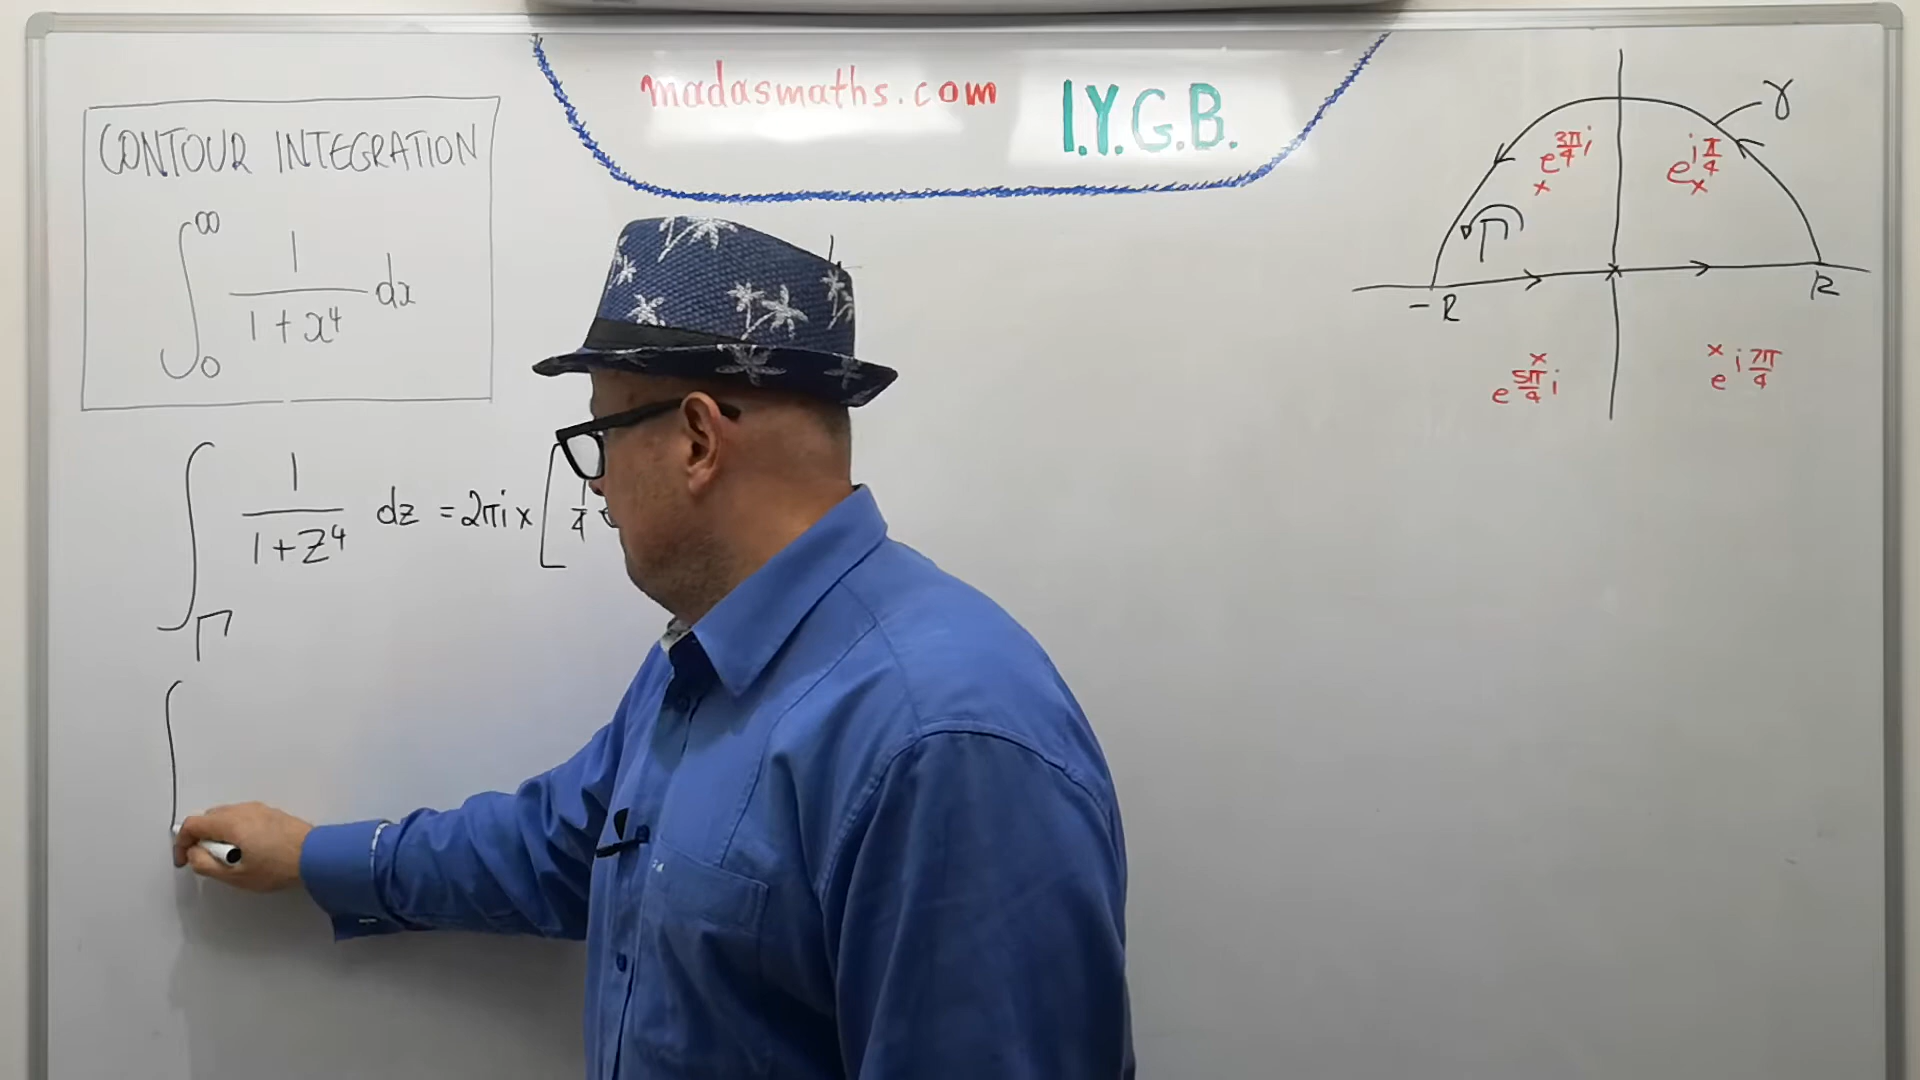 madasmaths.com
I.Y.G.B.
CONTOUR INTEGRATION
∫₀^∞ 1/(1+x⁴) dx
∫_Γ 1/(1+z⁴) dz = 2πi × [1/4
γ
e^(3π/4 i)
e^(i π/4)
Γ
-R
R
e^(5π/4 i)
e^(i 7π/4)